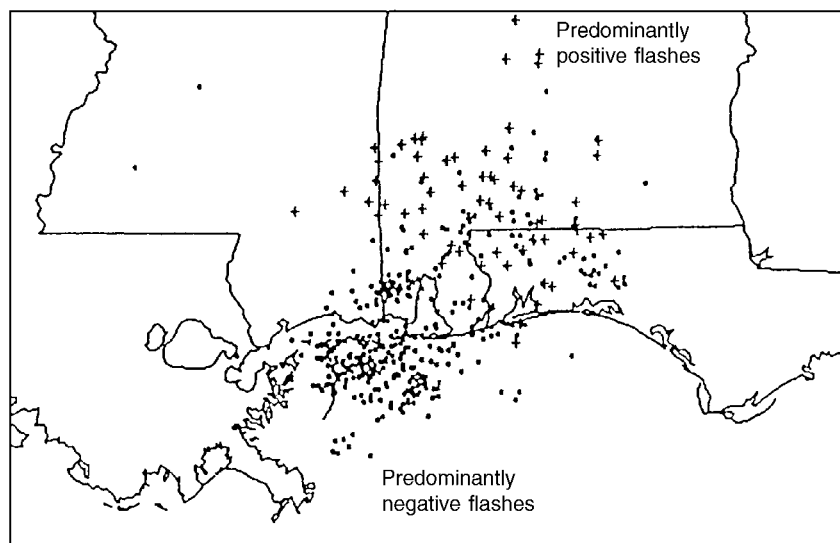 Predominantly
positive flashes
Predominantly
negative flashes